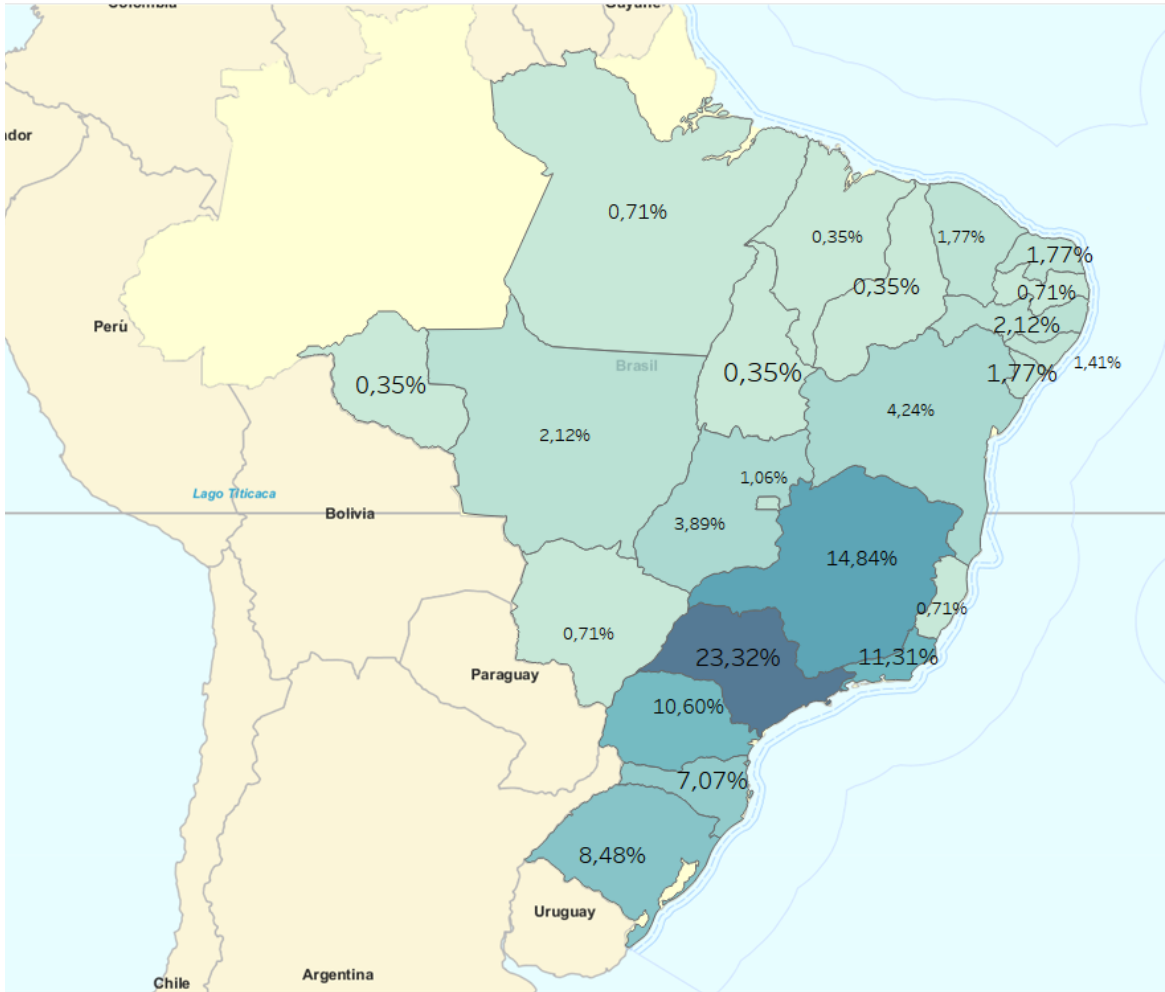 Colombia
Guyane
ador
0,71%
0,35%
1,77%
1,77%
0,35%
0,71%
Perú
2,12%
Brasil
1,41%
0,35%
1,77%
0,35%
4,24%
2,12%
1,06%
Lago Titicaca
Bolivia
3,89%
14,84%
0,71%
0,71%
23,32%
11,31%
Paraguay
10,60%
7,07%
8,48%
Uruguay
Argentina
Chile